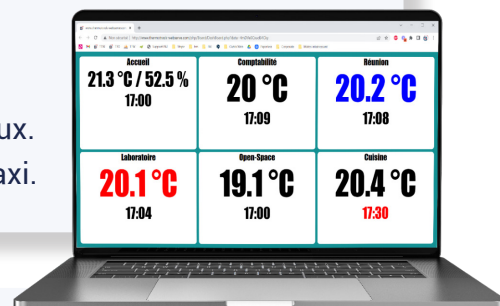 ux.
axi.
Accueil
21.3 °C / 52.5 %
17:00
Comptabilité
20 °C
17:09
Réunion
20.2 °C
17:08
Laboratoire
20.1 °C
17:04
Open-Space
19.1 °C
17:00
Cuisine
20.4 °C
17:30